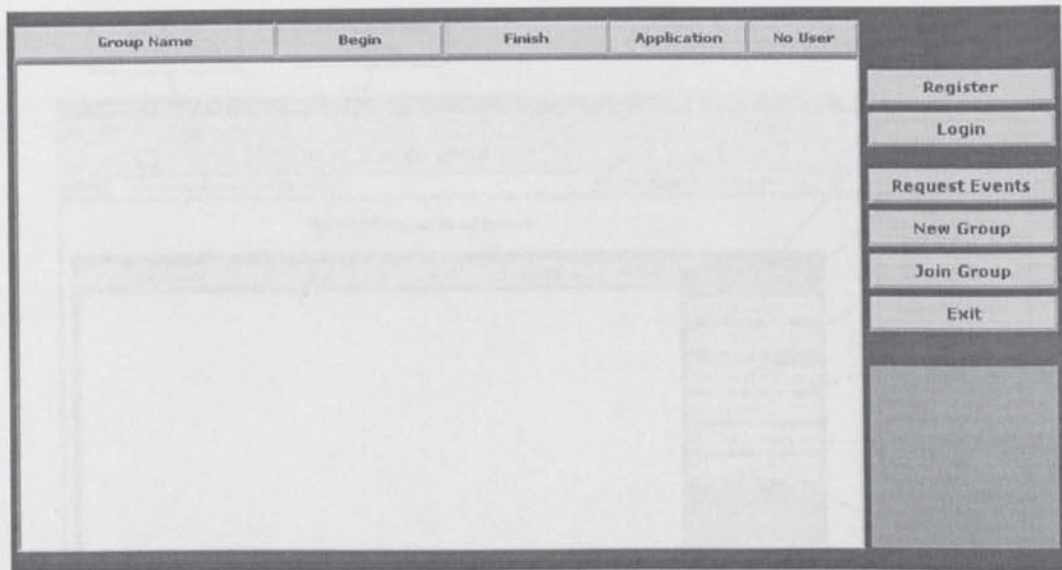 Group Name Begin Finish Application No User
Register
Login
Request Events
New Group
Join Group
Exit